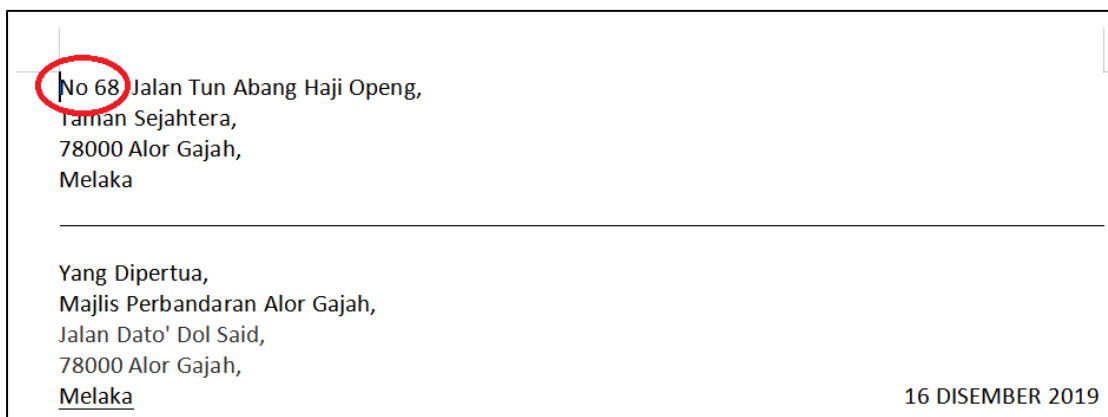 No 68, Jalan Tun Abang Haji Openg,
Taman Sejahtera,
78000 Alor Gajah,
Melaka
Yang Dipertua,
Majlis Perbandaran Alor Gajah,
Jalan Dato' Dol Said,
78000 Alor Gajah,
Melaka 16 DISEMBER 2019